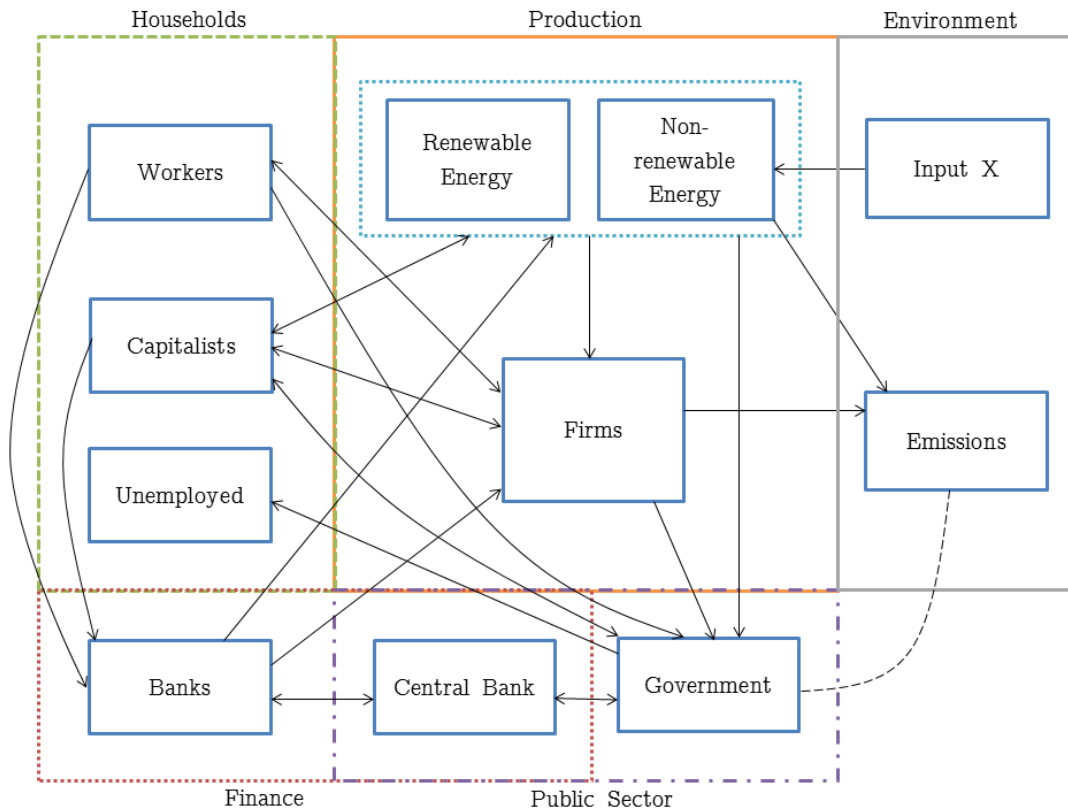 Households
Production
Environment
Workers
Renewable
Energy
Non-
renewable
Energy
Input X
Capitalists
Firms
Emissions
Unemployed
Banks
Central Bank
Government
Finance
Public Sector